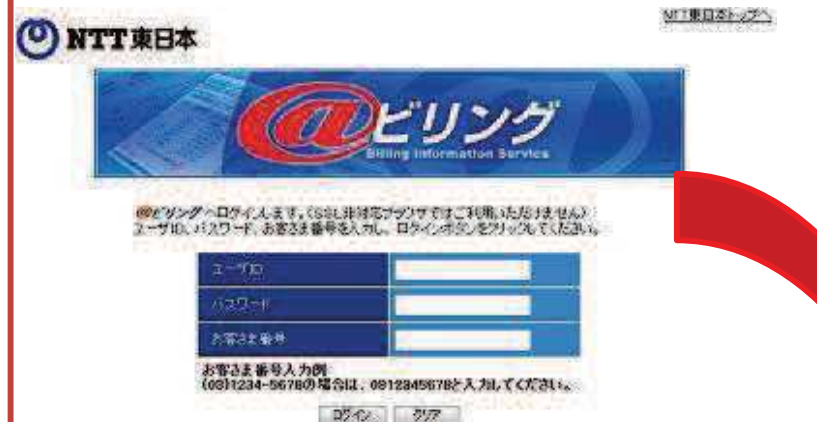 NTT東日本トップへ
NTT東日本
@ビリング
Billing Information Service
@ビリングへログインします。(SSL非対応ブラウザではご利用いただけません)
ユーザID、パスワード、お客さま番号を入力し、ログインボタンをクリックしてください。
ユーザID
パスワード
お客さま番号
お客さま番号入力例
(03)1234-5678の場合は、0312345678と入力してください。
ログイン クリア